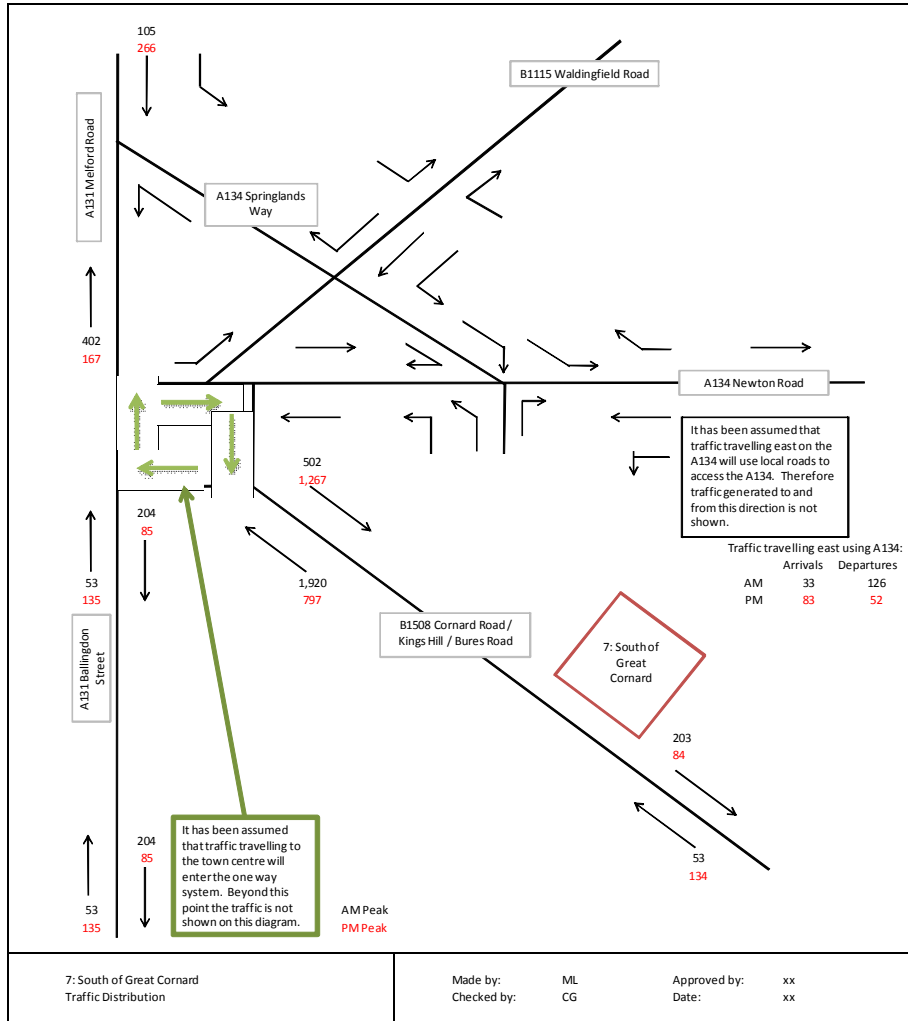 105
266
B1115 Waldingfield Road
A131 Melford Road
A134 Springlands
Way
402
167
A134 Newton Road
It has been assumed that
traffic travelling east on the
A134 will use local roads to
access the A134. Therefore
traffic generated to and
from this direction is not
shown.
502
1,267
204
85
Traffic travelling east using A134:
Arrivals Departures
AM 33 126
PM 83 52
53
135
1,920
797
B1508 Cornard Road /
Kings Hill / Bures Road
7: South of
Great
Cornard
A131 Ballingdon
Street
203
84
It has been assumed
that traffic travelling to
the town centre will
enter the one way
system. Beyond this
point the traffic is not
shown on this diagram.
204
85
53
134
53
135
AM Peak
PM Peak
7: South of Great Cornard
Traffic Distribution
Made by: ML Approved by: xx
Checked by: CG Date: xx